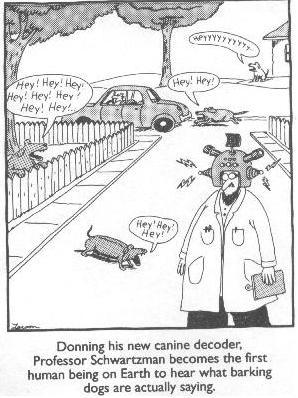 HEYYYYYYYYYY...
Hey! Hey! Hey!
Hey! Hey! Hey!
Hey! Hey!..
Hey! Hey!
Hey! Hey!
Hey!
Larson
Donning his new canine decoder,
Professor Schwartzman becomes the first
human being on Earth to hear what barking
dogs are actually saying.